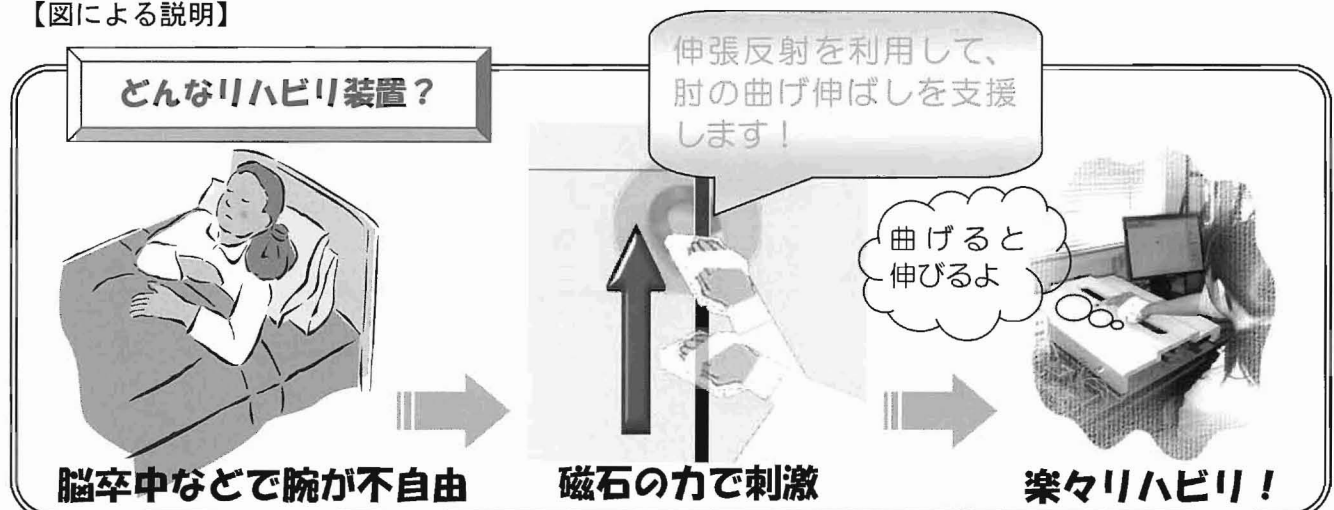 【図による説明】
どんなリハビリ装置？
伸張反射を利用して、
肘の曲げ伸ばしを支援
します！
曲げると
伸びるよ
脳卒中などで腕が不自由
磁石の力で刺激
楽々リハビリ！